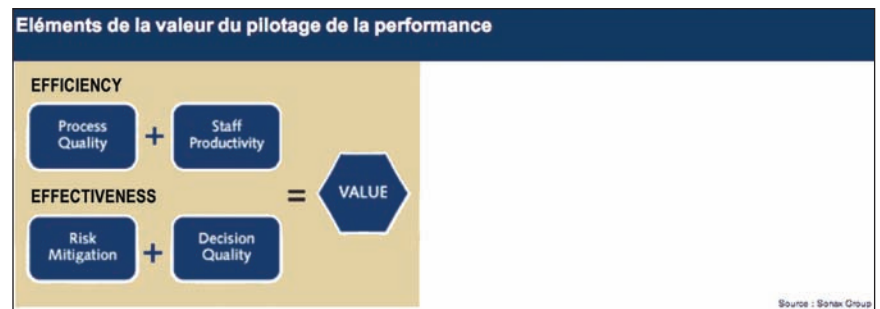 Eléments de la valeur du pilotage de la performance
EFFICIENCY
Process
Quality
+
Staff
Productivity
EFFECTIVENESS
=
VALUE
Risk
Mitigation
+
Decision
Quality
Source : Sonax Group